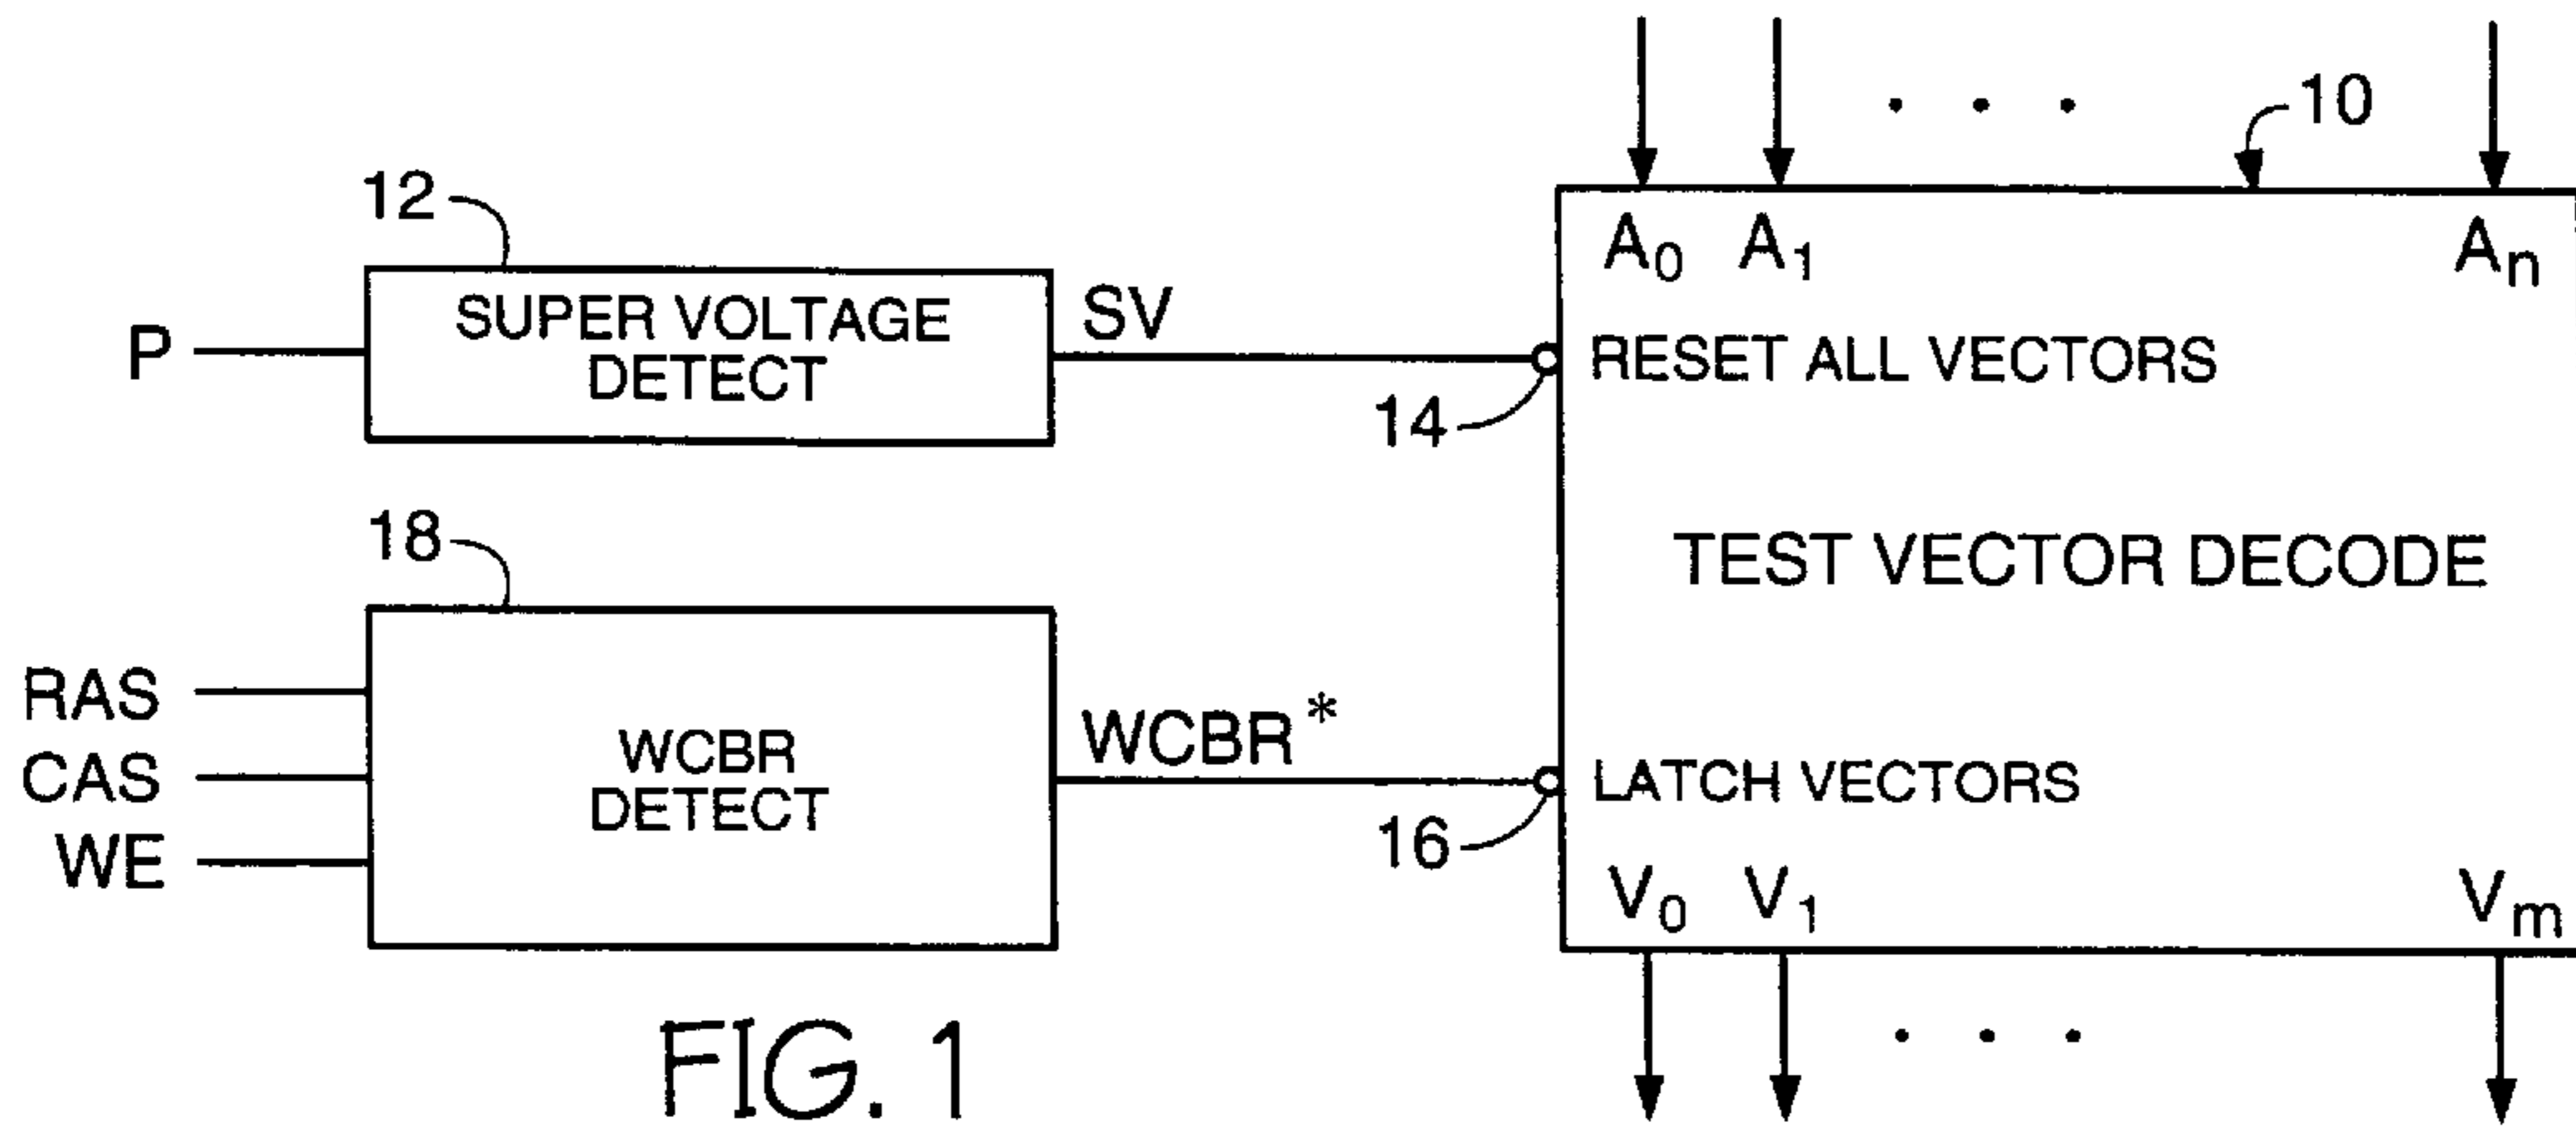 10
12
A0 A1 An
P
SUPER VOLTAGE
DETECT
SV
RESET ALL VECTORS
14
18
TEST VECTOR DECODE
RAS
CAS
WE
WCBR
DETECT
WCBR*
LATCH VECTORS
16
V0 V1 Vm
FIG. 1